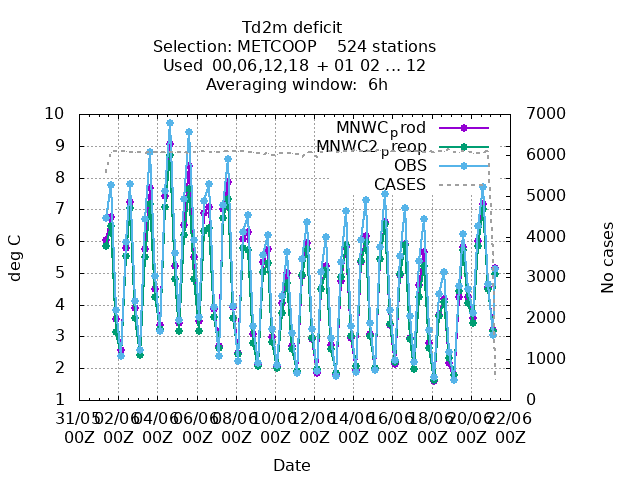 Td2m deficit
Selection: METCOOP    524 stations
Used  00,06,12,18  + 01 02 ... 12
Averaging window:  6h
MNWC_prod
MNWC2_preop
OBS
CASES
deg C
10
9
8
7
6
5
4
3
2
1
No cases
7000
6000
5000
4000
3000
2000
1000
0
31/05 02/06 04/06 06/06 08/06 10/06 12/06 14/06 16/06 18/06 20/06 22/06
00Z 00Z 00Z 00Z 00Z 00Z 00Z 00Z 00Z 00Z 00Z 00Z
Date